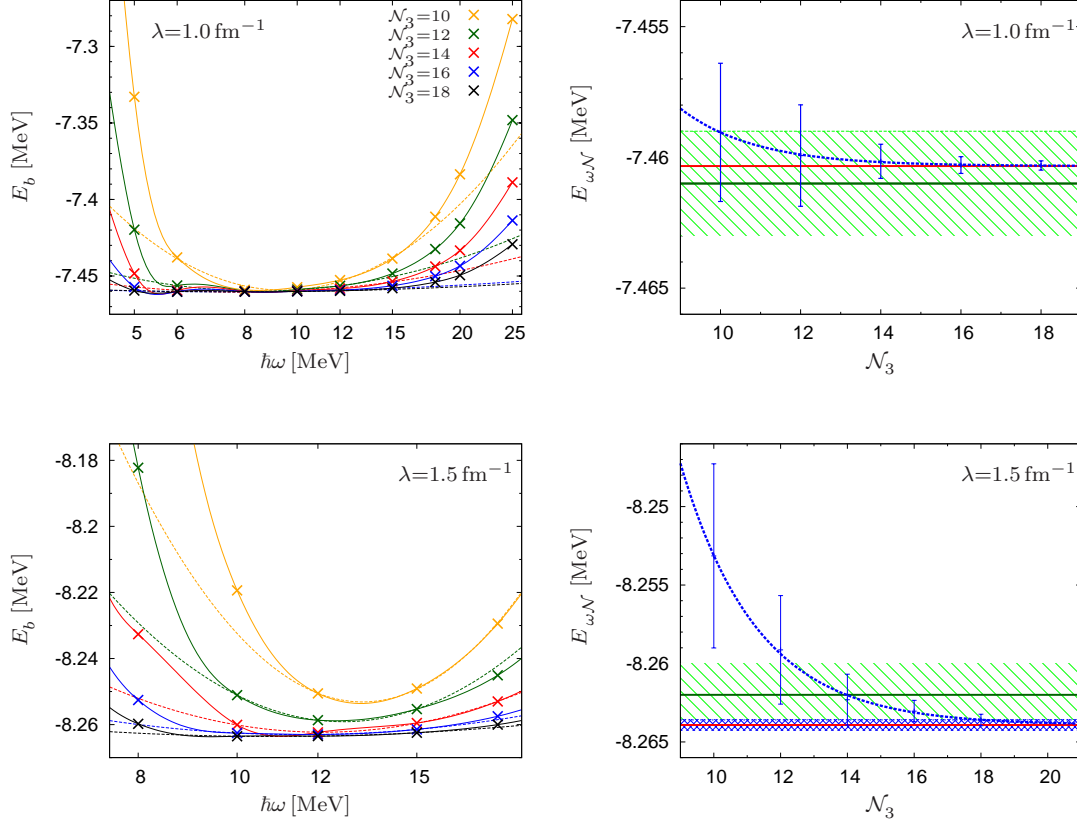 λ=1.0 fm⁻¹
𝒩₃=10
𝒩₃=12
𝒩₃=14
𝒩₃=16
𝒩₃=18
-7.3
-7.35
-7.4
-7.45
E_b [MeV]
5 6 8 10 12 15 20 25
ħω [MeV]
λ=1.0 fm⁻¹
-7.455
-7.46
-7.465
E_ω𝒩 [MeV]
10 12 14 16 18
𝒩₃
λ=1.5 fm⁻¹
-8.18
-8.2
-8.22
-8.24
-8.26
E_b [MeV]
8 10 12 15
ħω [MeV]
λ=1.5 fm⁻¹
-8.25
-8.255
-8.26
-8.265
E_ω𝒩 [MeV]
10 12 14 16 18 20
𝒩₃